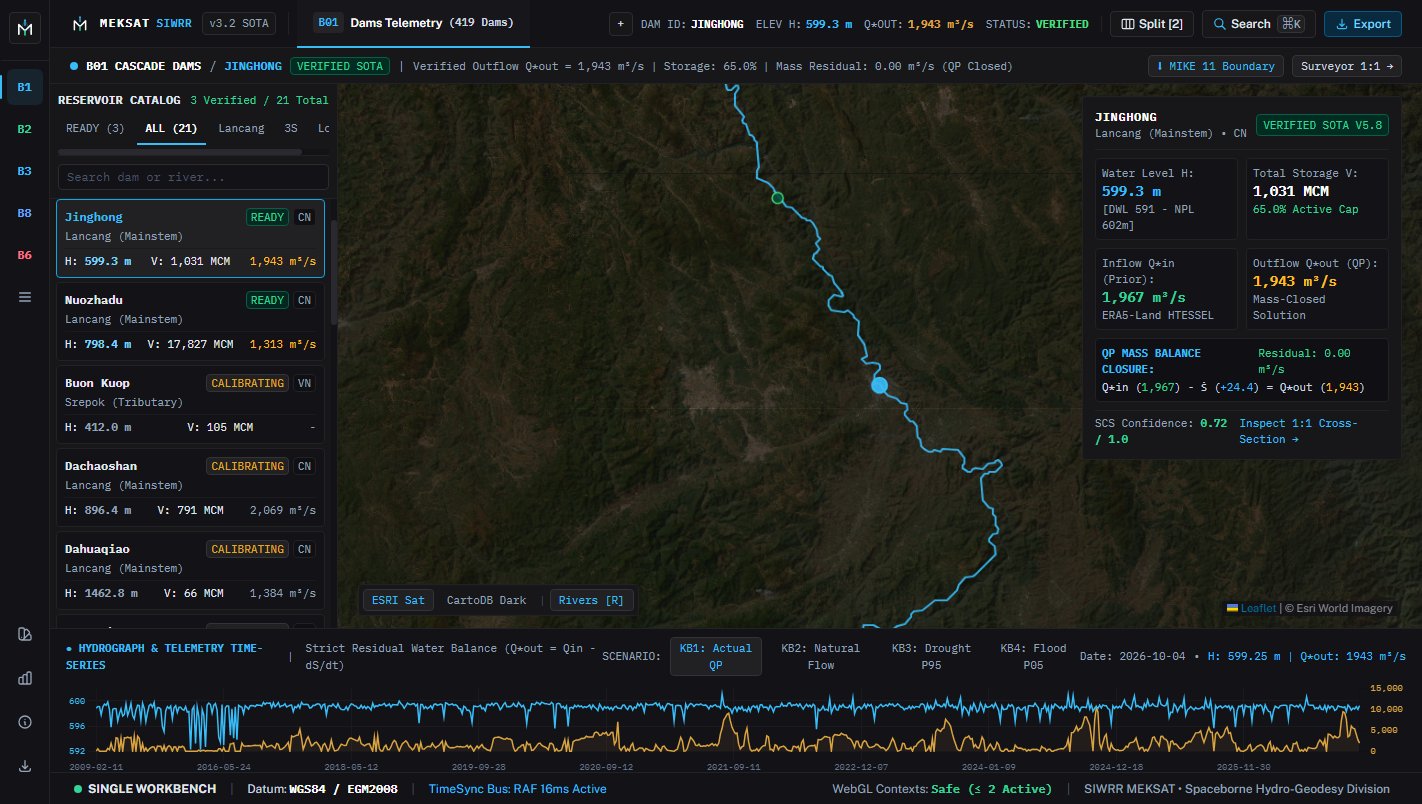 MEKSAT SIWRR v3.2 SOTA
B01 Dams Telemetry (419 Dams)
+ DAM ID: JINGHONG ELEV H: 599.3 m Q★OUT: 1,943 m³/s STATUS: VERIFIED
Split [2]
Search ⌘K
Export
B01 CASCADE DAMS / JINGHONG VERIFIED SOTA | Verified Outflow Q★out = 1,943 m³/s | Storage: 65.0% | Mass Residual: 0.00 m³/s (QP Closed)
⬇ MIKE 11 Boundary
Surveyor 1:1 →
B1
B2
B3
B8
B6
RESERVOIR CATALOG 3 Verified / 21 Total
READY (3) ALL (21) Lancang 3S Lc
Search dam or river...
Jinghong READY CN
Lancang (Mainstem)
H: 599.3 m V: 1,031 MCM 1,943 m³/s
Nuozhadu READY CN
Lancang (Mainstem)
H: 798.4 m V: 17,827 MCM 1,313 m³/s
Buon Kuop CALIBRATING VN
Srepok (Tributary)
H: 412.0 m V: 105 MCM -
Dachaoshan CALIBRATING CN
Lancang (Mainstem)
H: 896.4 m V: 791 MCM 2,069 m³/s
Dahuaqiao CALIBRATING CN
Lancang (Mainstem)
H: 1462.8 m V: 66 MCM 1,384 m³/s
JINGHONG
Lancang (Mainstem) • CN
VERIFIED SOTA V5.8
Water Level H:
599.3 m
[DWL 591 - NPL
602m]
Total Storage V:
1,031 MCM
65.0% Active Cap
Inflow Q★in
(Prior):
1,967 m³/s
ERA5-Land HTESSEL
Outflow Q★out (QP):
1,943 m³/s
Mass-Closed
Solution
QP MASS BALANCE
CLOSURE:
Residual: 0.00
m³/s
Q★in (1,967) - Ṡ (+24.4) = Q★out (1,943)
SCS Confidence: 0.72
/ 1.0
Inspect 1:1 Cross-
Section →
ESRI Sat CartoDB Dark | Rivers [R]
Leaflet | © Esri World Imagery
● HYDROGRAPH & TELEMETRY TIME-
SERIES
| Strict Residual Water Balance (Q★out = Qin -
dS/dt)
SCENARIO:
KB1: Actual
QP
KB2: Natural
Flow
KB3: Drought
P95
KB4: Flood
P05
Date: 2026-10-04 • H: 599.25 m | Q★out: 1943 m³/s
600
596
592
15,000
10,000
5,000
0
2009-02-11 2016-05-24 2018-05-12 2019-09-28 2020-09-12 2021-09-11 2022-12-07 2024-01-09 2024-12-18 2025-11-30
SINGLE WORKBENCH | Datum: WGS84 / EGM2008 | TimeSync Bus: RAF 16ms Active
WebGL Contexts: Safe (≤ 2 Active) | SIWRR MEKSAT • Spaceborne Hydro-Geodesy Division